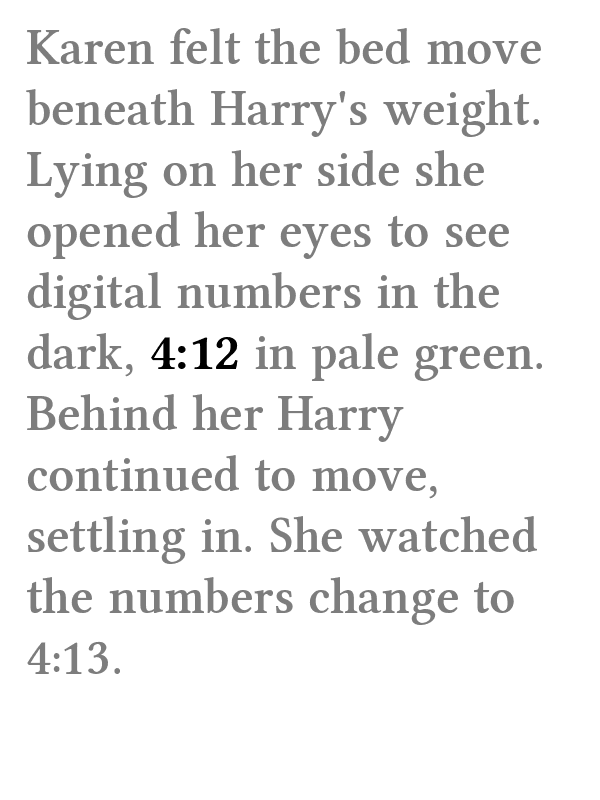 Karen felt the bed move
beneath Harry's weight.
Lying on her side she
opened her eyes to see
digital numbers in the
dark, 4:12 in pale green.
Behind her Harry
continued to move,
settling in. She watched
the numbers change to
4:13.